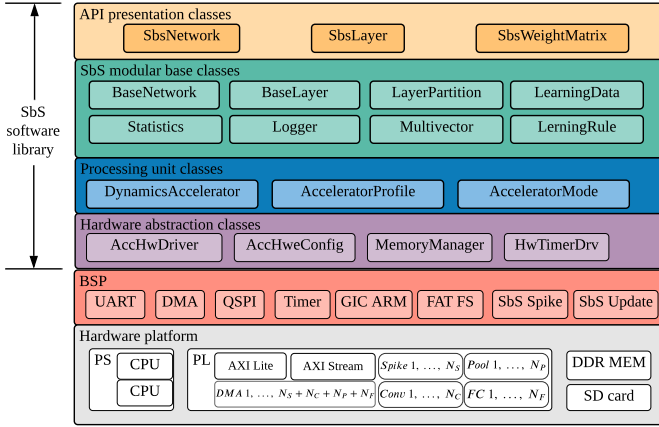 API presentation classes
SbsNetwork SbsLayer SbsWeightMatrix
SbS modular base classes
BaseNetwork BaseLayer LayerPartition LearningData
Statistics Logger Multivector LerningRule
SbS
software
library
Processing unit classes
DynamicsAccelerator AcceleratorProfile AcceleratorMode
Hardware abstraction classes
AccHwDriver AccHweConfig MemoryManager HwTimerDrv
BSP
UART DMA QSPI Timer GIC ARM FAT FS SbS Spike SbS Update
Hardware platform
PS CPU PL AXI Lite AXI Stream Spike 1, …, N_S Pool 1, …, N_P DDR MEM
CPU DMA 1, …, N_S + N_C + N_P + N_F Conv 1, …, N_C FC 1, …, N_F SD card